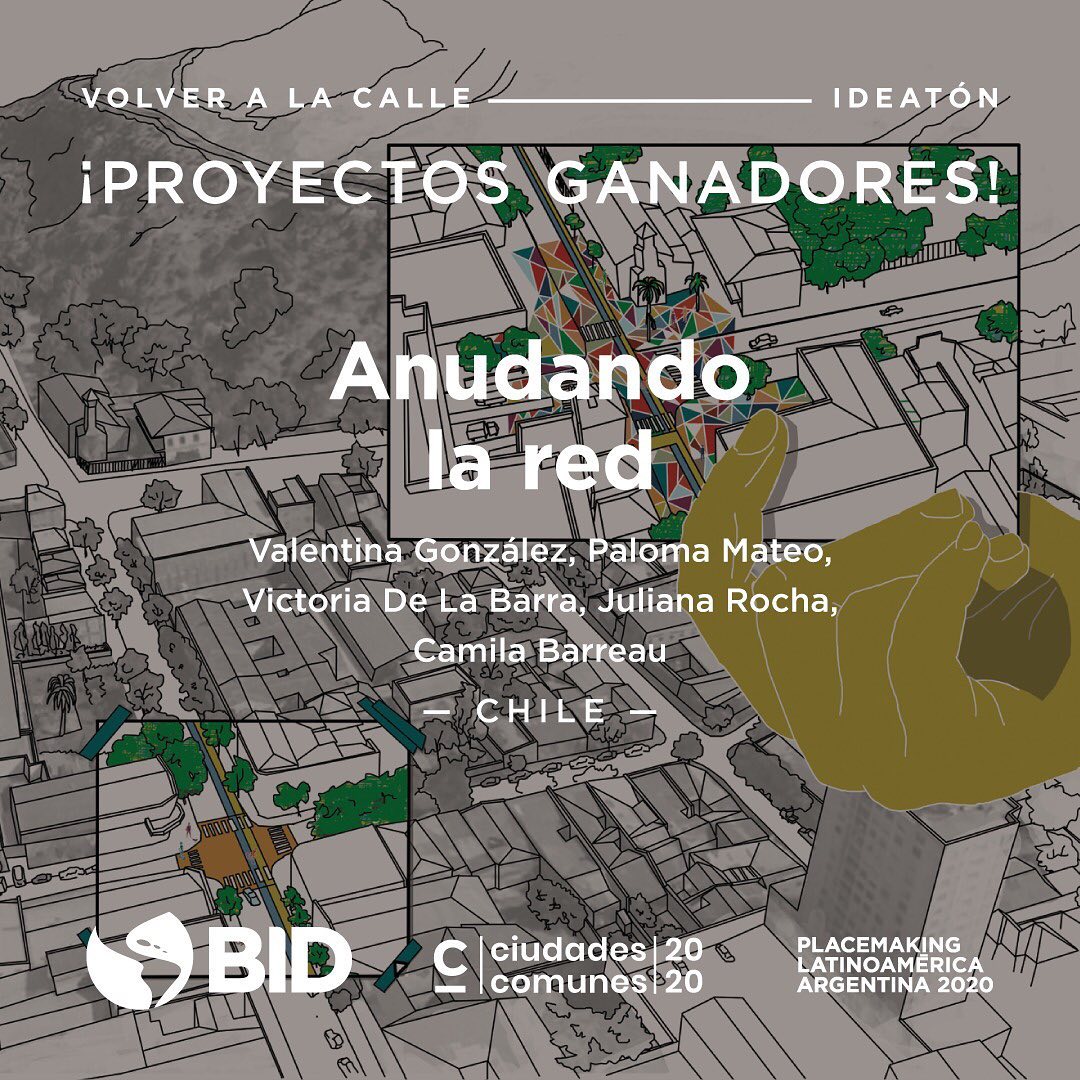 VOLVER A LA CALLE IDEATÓN
¡PROYECTOS GANADORES!
Anudando
la red
Valentina González, Paloma Mateo,
Victoria De La Barra, Juliana Rocha,
Camila Barreau
— CHILE —
BID
C ciudades 20
comunes 20
PLACEMAKING
LATINOAMÉRICA
ARGENTINA 2020